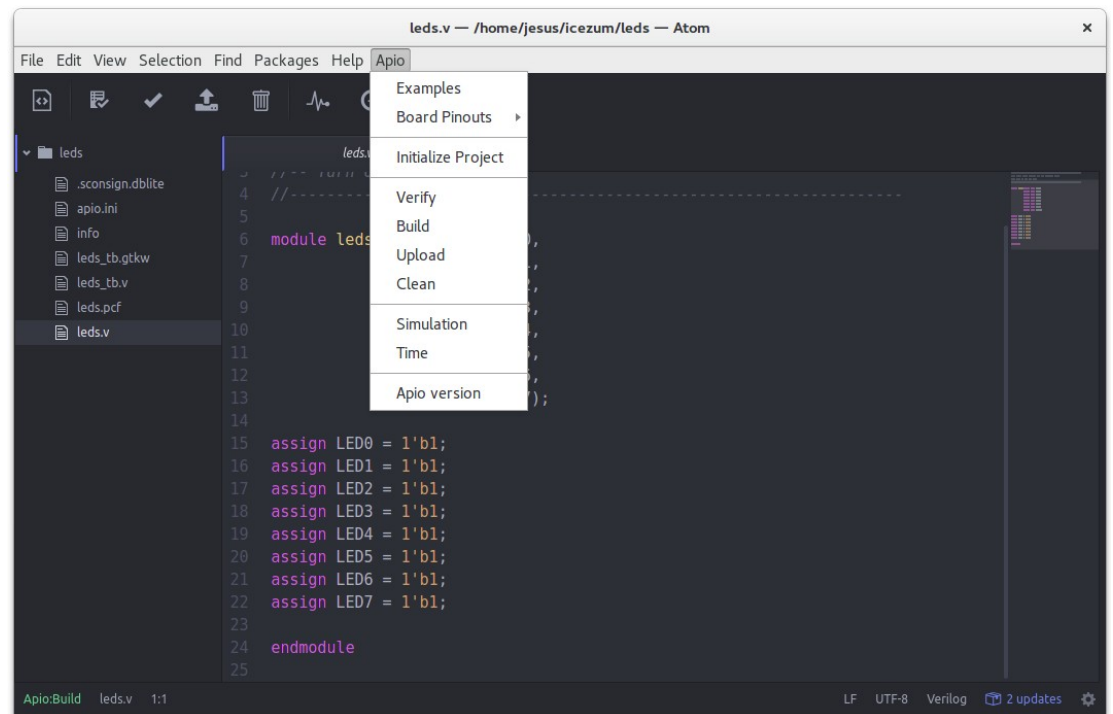 leds.v — /home/jesus/icezum/leds — Atom
File Edit View Selection Find Packages Help Apio
Examples
Board Pinouts
Initialize Project
Verify
Build
Upload
Clean
Simulation
Time
Apio version
leds
.sconsign.dblite
apio.ini
info
leds_tb.gtkw
leds_tb.v
leds.pcf
leds.v
leds.v
3 //-- Turn
4 //--
5
6 module leds ),
7 ,
8 ,
9 ,
10 ,
11 ,
12 ,
13 );
14
15 assign LED0 = 1'b1;
16 assign LED1 = 1'b1;
17 assign LED2 = 1'b1;
18 assign LED3 = 1'b1;
19 assign LED4 = 1'b1;
20 assign LED5 = 1'b1;
21 assign LED6 = 1'b1;
22 assign LED7 = 1'b1;
23
24 endmodule
25
Apio:Build leds.v 1:1 LF UTF-8 Verilog 2 updates